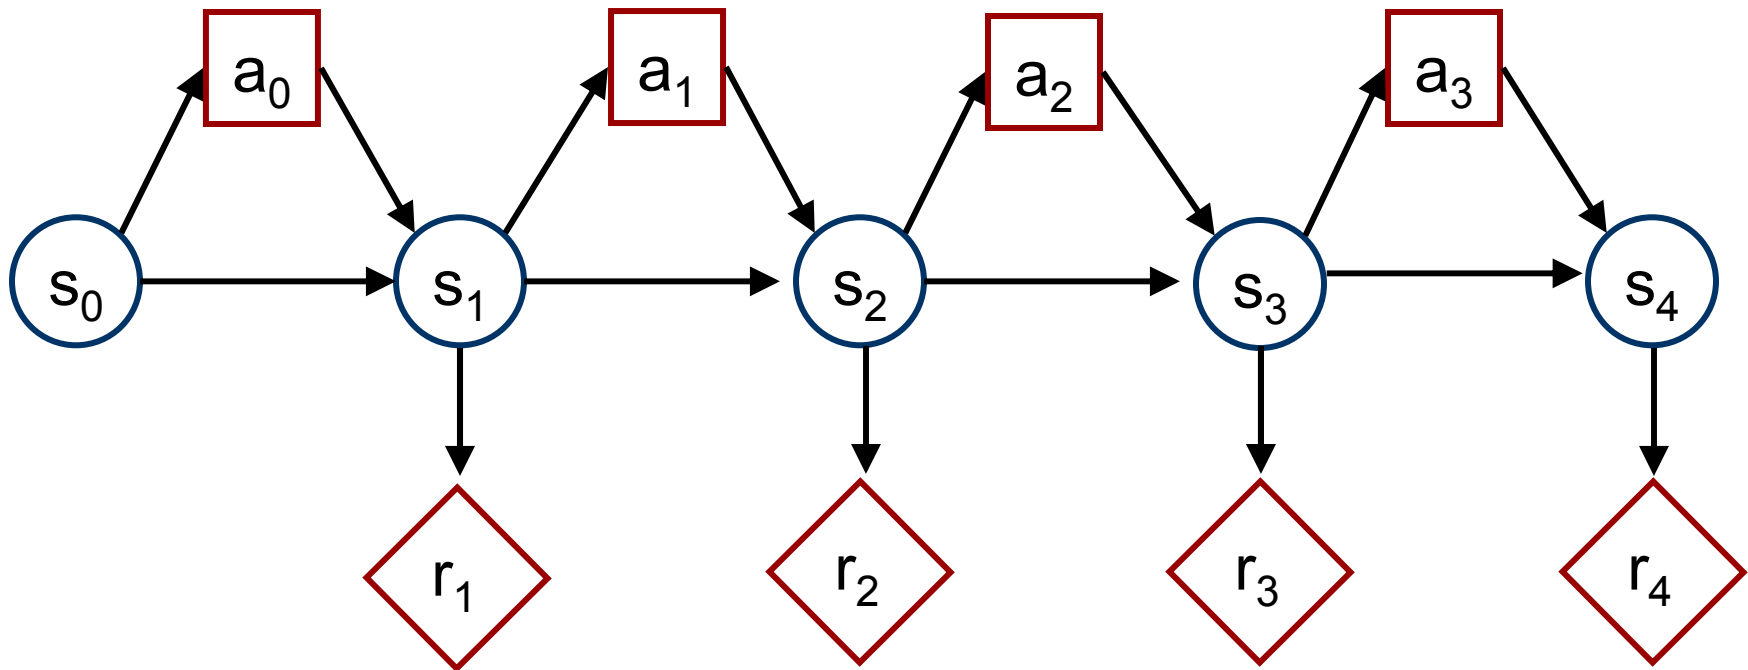 a₀ a₁ a₂ a₃
s₀ s₁ s₂ s₃ s₄
r₁ r₂ r₃ r₄